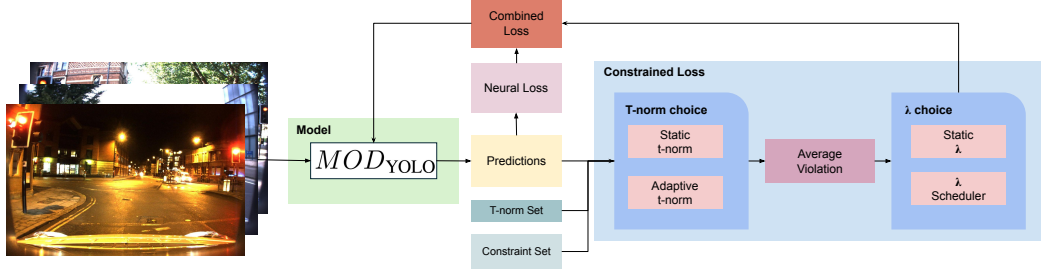 Combined
Loss
Neural Loss
Constrained Loss
T-norm choice
λ choice
Model
MOD_YOLO
Predictions
Static
t-norm
Adaptive
t-norm
Average
Violation
Static
λ
λ
Scheduler
T-norm Set
Constraint Set